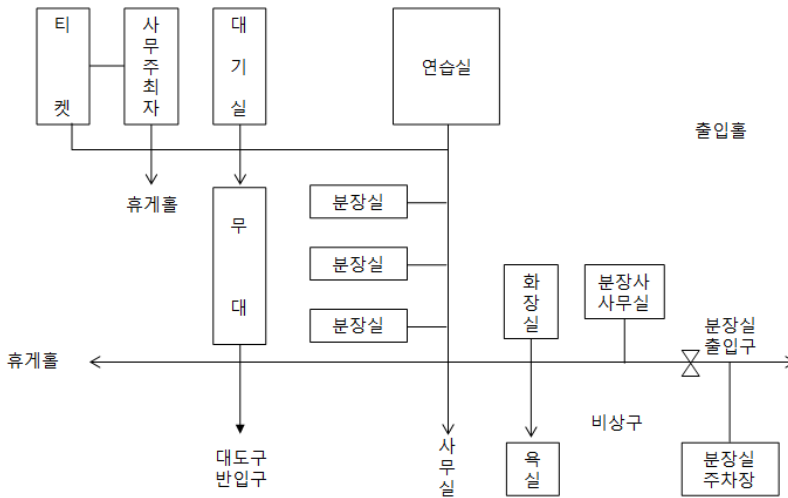 티켓
사무주최자
대기실
연습실
출입홀
휴게홀
무대
분장실
분장실
분장실
화장실
분장사
사무실
분장실
출입구
휴게홀
대도구
반입구
사무실
욕실
비상구
분장실
주차장